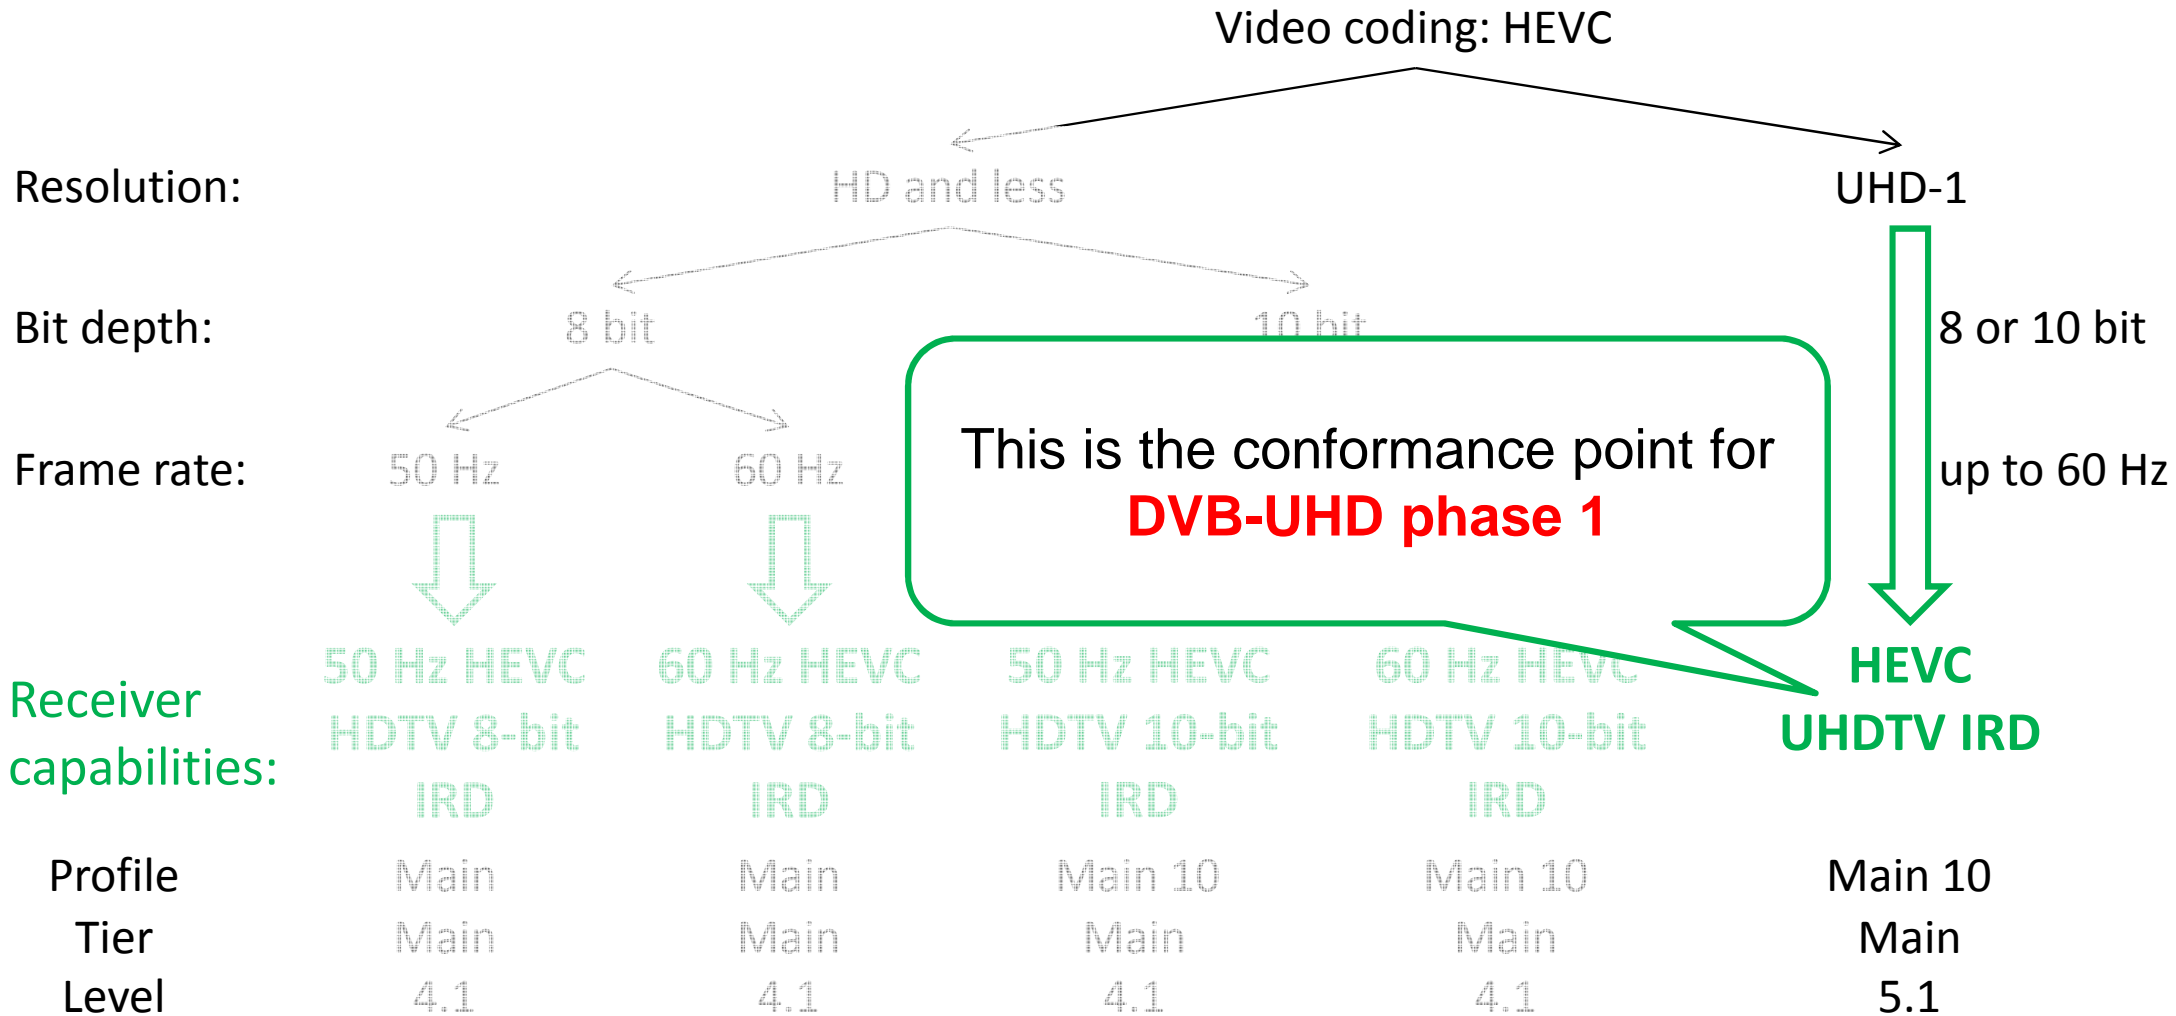 Video coding: HEVC
Resolution: HD and less UHD-1
Bit depth: 8 bit 10 bit 8 or 10 bit
Frame rate: 50 Hz 60 Hz up to 60 Hz
This is the conformance point for
DVB-UHD phase 1
Receiver
capabilities:
50 Hz HEVC
HDTV 8-bit
IRD
60 Hz HEVC
HDTV 8-bit
IRD
50 Hz HEVC
HDTV 10-bit
IRD
60 Hz HEVC
HDTV 10-bit
IRD
HEVC
UHDTV IRD
Profile Main Main Main 10 Main 10 Main 10
Tier Main Main Main Main Main
Level 4.1 4.1 4.1 4.1 5.1